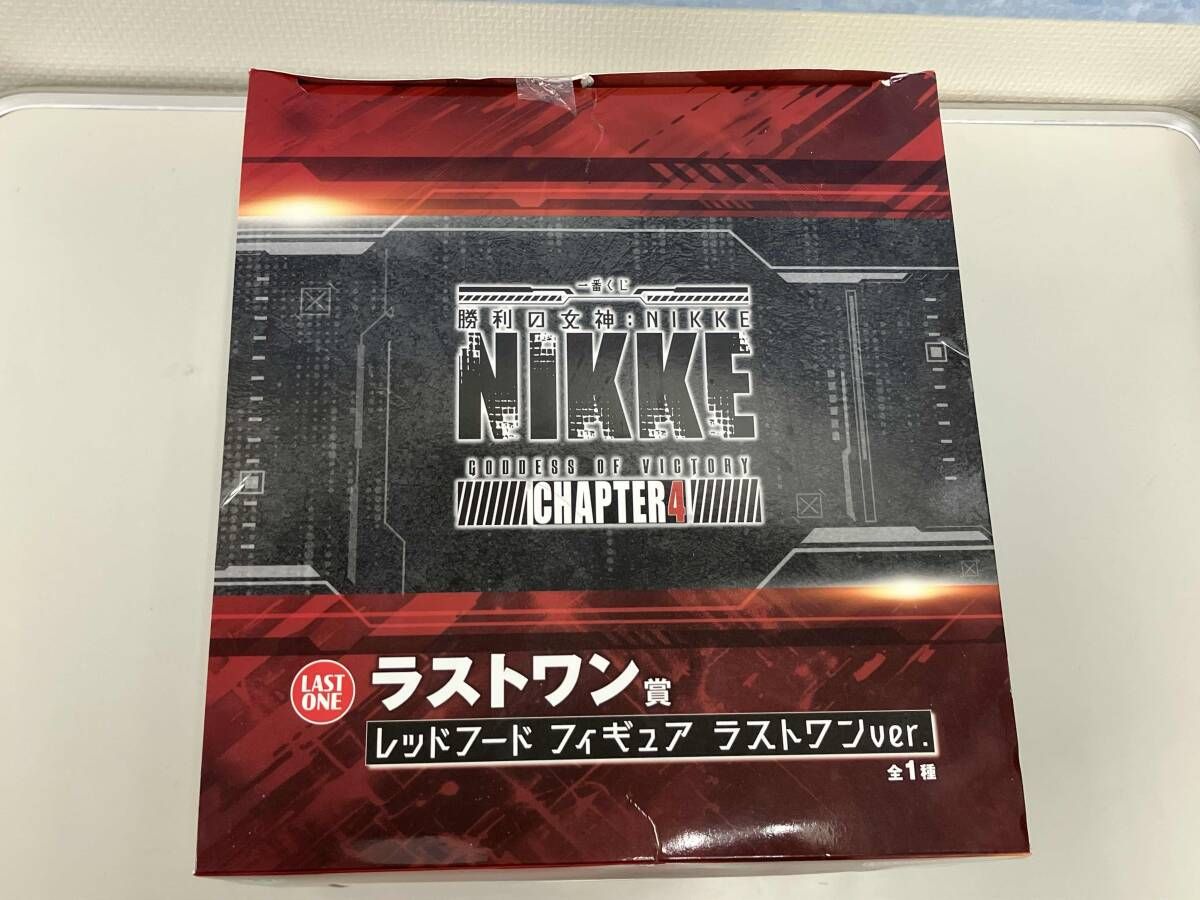 一番くじ
勝利の女神:NIKKE
NIKKE
GODDESS OF VICTORY
CHAPTER4
LAST
ONE
ラストワン賞
レッドフード フィギュア ラストワンver.
全1種